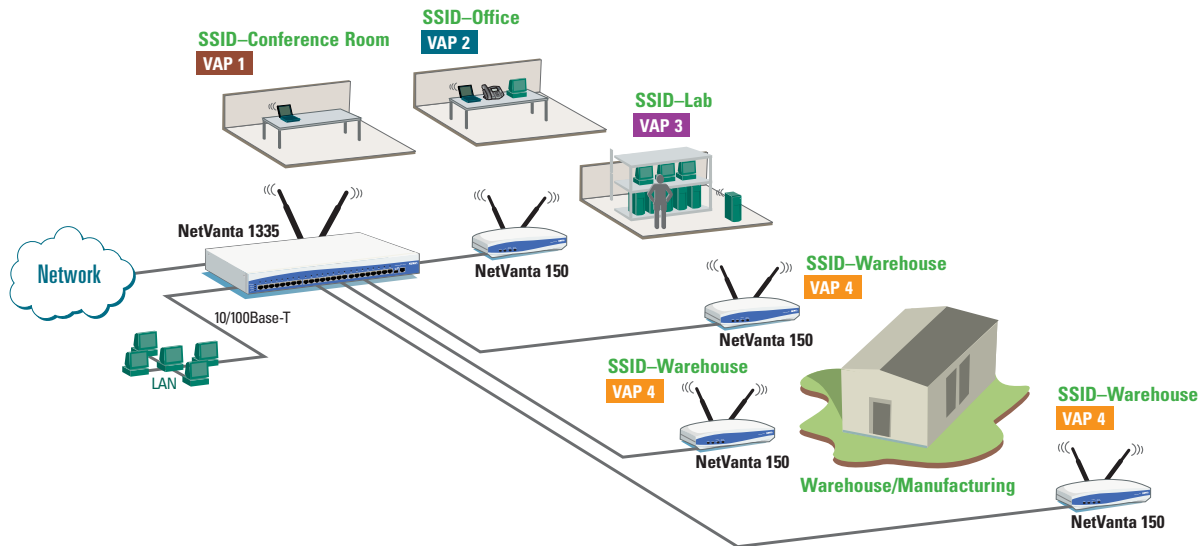 SSID–Conference Room
VAP 1
SSID–Office
VAP 2
SSID–Lab
VAP 3
NetVanta 1335
Network
NetVanta 150
10/100Base-T
LAN
SSID–Warehouse
VAP 4
NetVanta 150
SSID–Warehouse
VAP 4
NetVanta 150
Warehouse/Manufacturing
SSID–Warehouse
VAP 4
NetVanta 150